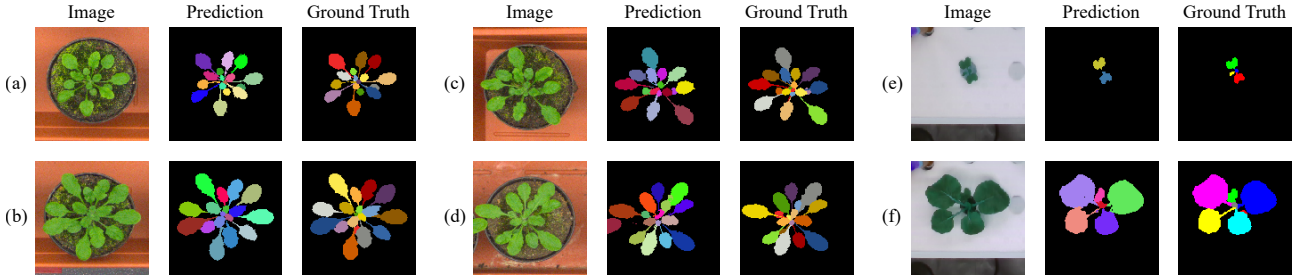 Image Prediction Ground Truth Image Prediction Ground Truth Image Prediction Ground Truth
(a) (c) (e)
(b) (d) (f)